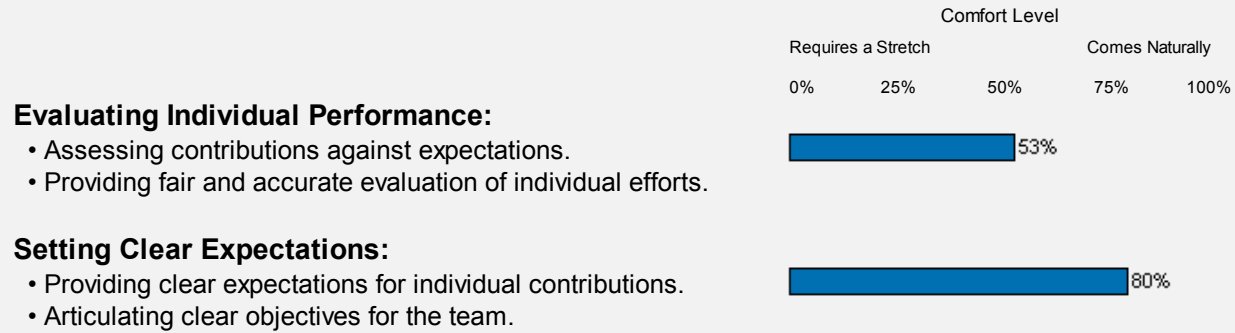 Comfort Level
Requires a Stretch Comes Naturally
0% 25% 50% 75% 100%
Evaluating Individual Performance:
• Assessing contributions against expectations.
53%
• Providing fair and accurate evaluation of individual efforts.
Setting Clear Expectations:
• Providing clear expectations for individual contributions.
80%
• Articulating clear objectives for the team.